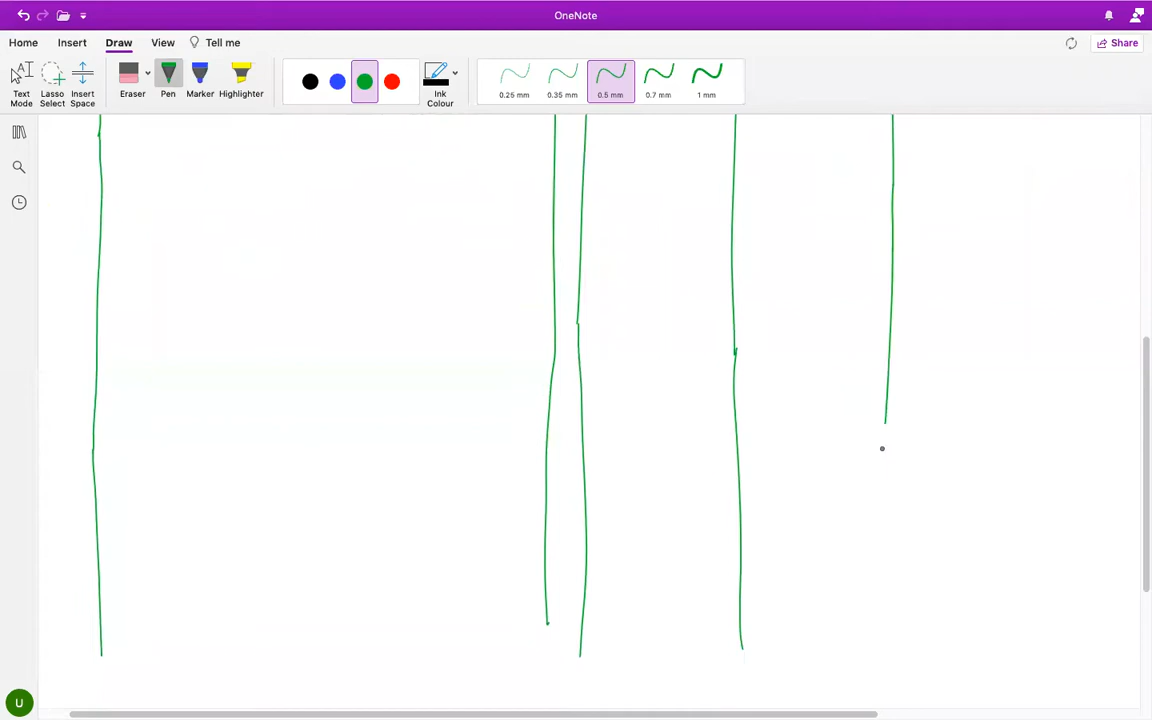 OneNote
Home Insert Draw View Tell me Share
Text Mode
Lasso Select
Insert Space
Eraser
Pen
Marker
Highlighter
Ink Colour
0.25 mm
0.35 mm
0.5 mm
0.7 mm
1 mm
U